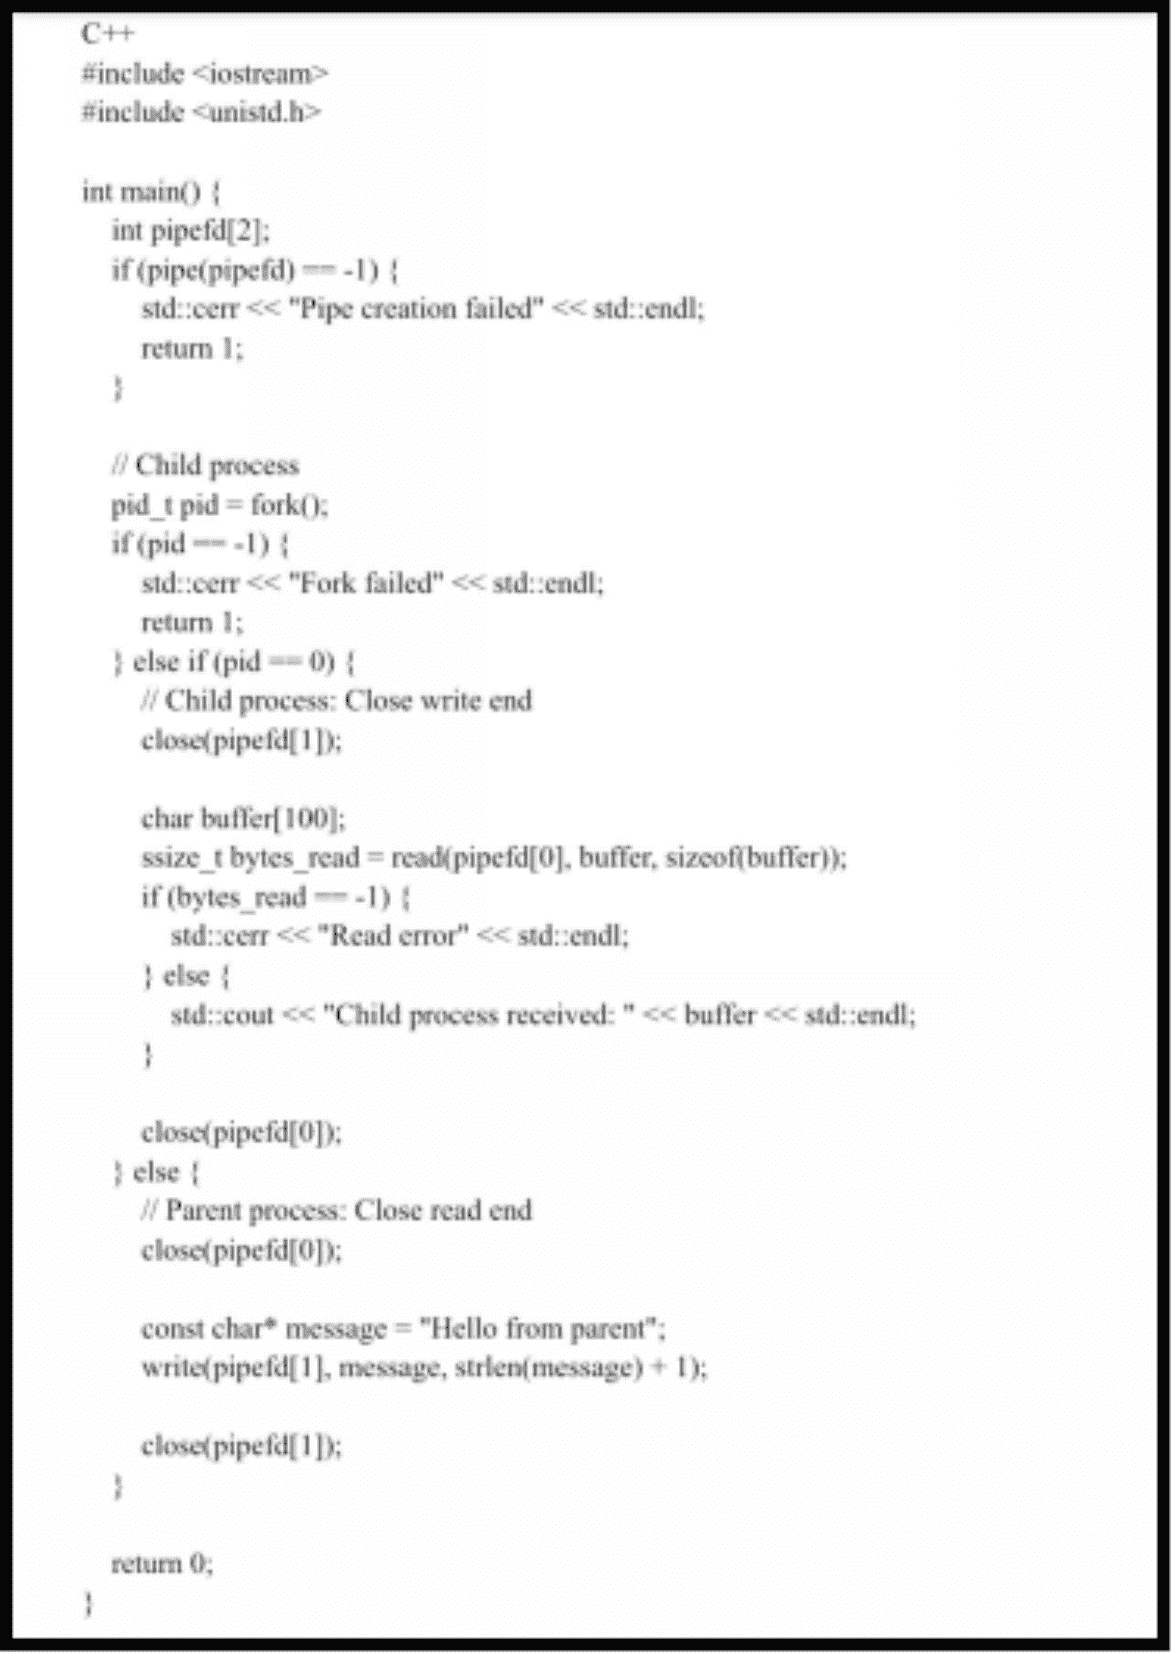 C++
#include <iostream>
#include <unistd.h>
int main() {
int pipefd[2];
if (pipe(pipefd) == -1) {
std::cerr << "Pipe creation failed" << std::endl;
return 1;
}
// Child process
pid_t pid = fork();
if (pid == -1) {
std::cerr << "Fork failed" << std::endl;
return 1;
} else if (pid == 0) {
// Child process: Close write end
close(pipefd[1]);
char buffer[100];
ssize_t bytes_read = read(pipefd[0], buffer, sizeof(buffer));
if (bytes_read == -1) {
std::cerr << "Read error" << std::endl;
} else {
std::cout << "Child process received: " << buffer << std::endl;
}
close(pipefd[0]);
} else {
// Parent process: Close read end
close(pipefd[0]);
const char* message = "Hello from parent";
write(pipefd[1], message, strlen(message) + 1);
close(pipefd[1]);
}
return 0;
}